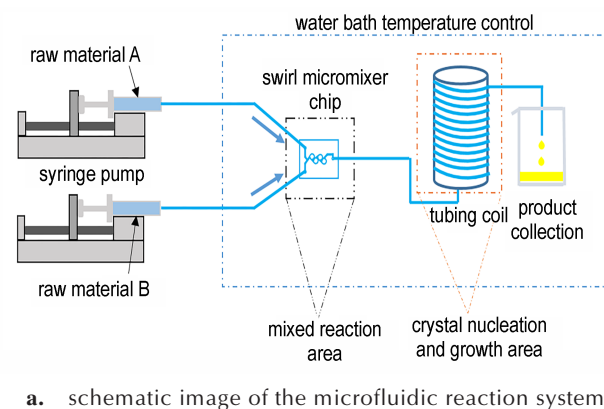 water bath temperature control
raw material A
swirl micromixer
chip
syringe pump
tubing coil
product
collection
raw material B
mixed reaction
area
crystal nucleation
and growth area
a. schematic image of the microfluidic reaction system